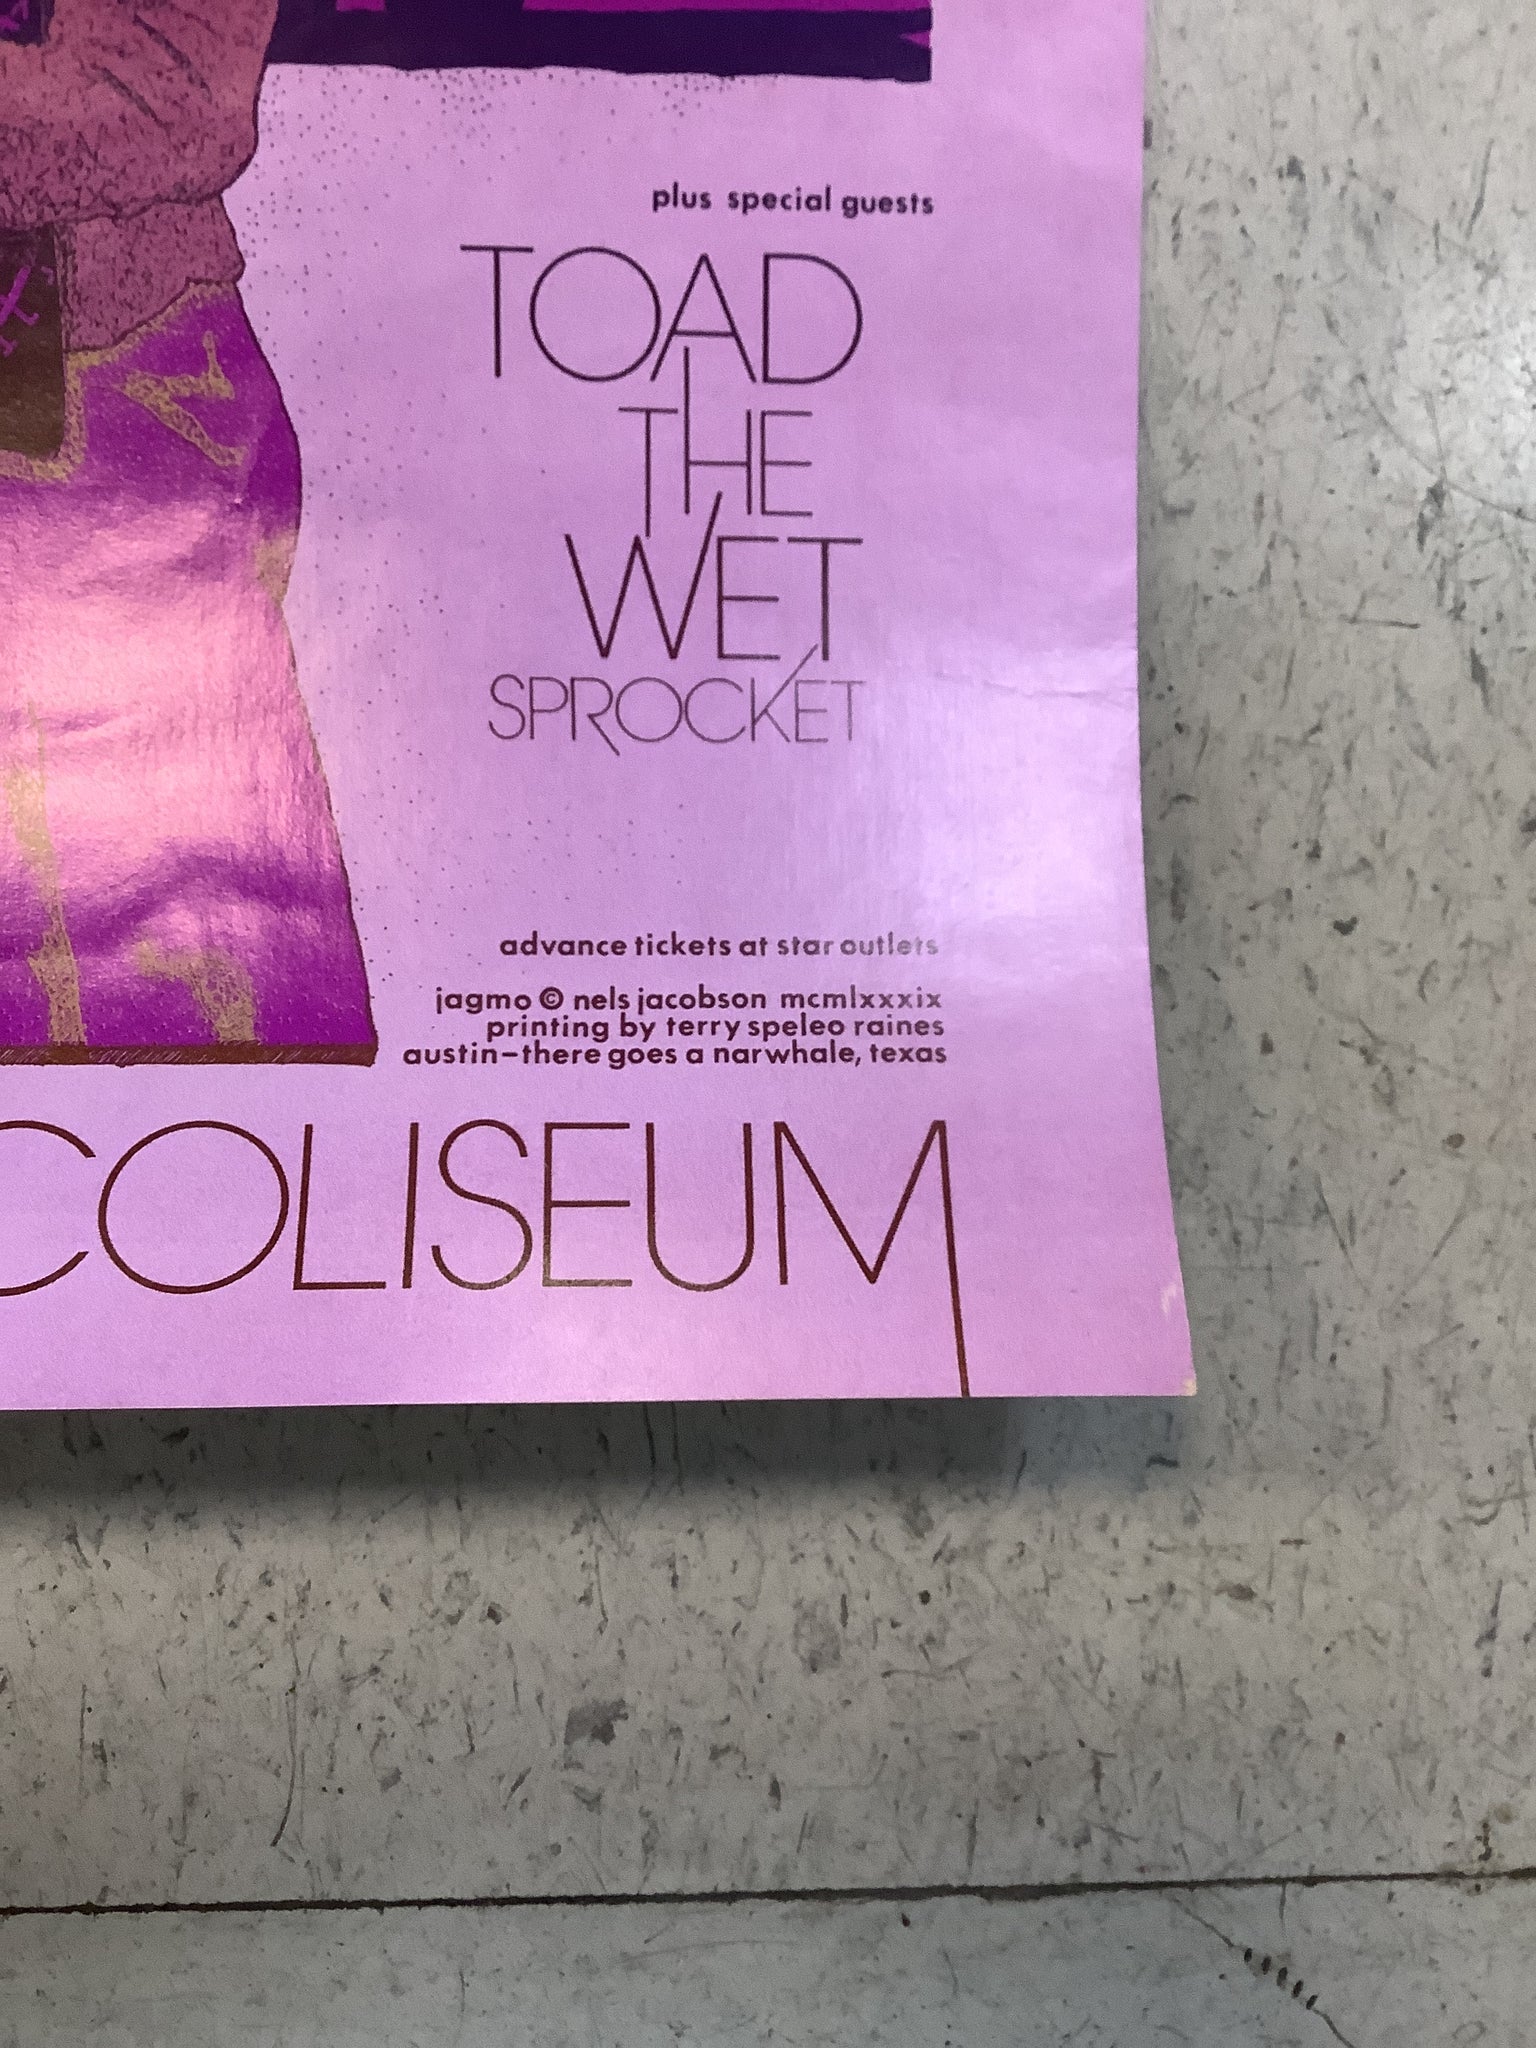 plus special guests
TOAD
THE
WET
SPROCKET
advance tickets at star outlets
jagmo © nels jacobson mcmlxxxix
printing by terry speleo raines
austin–there goes a narwhale, texas
COLISEUM